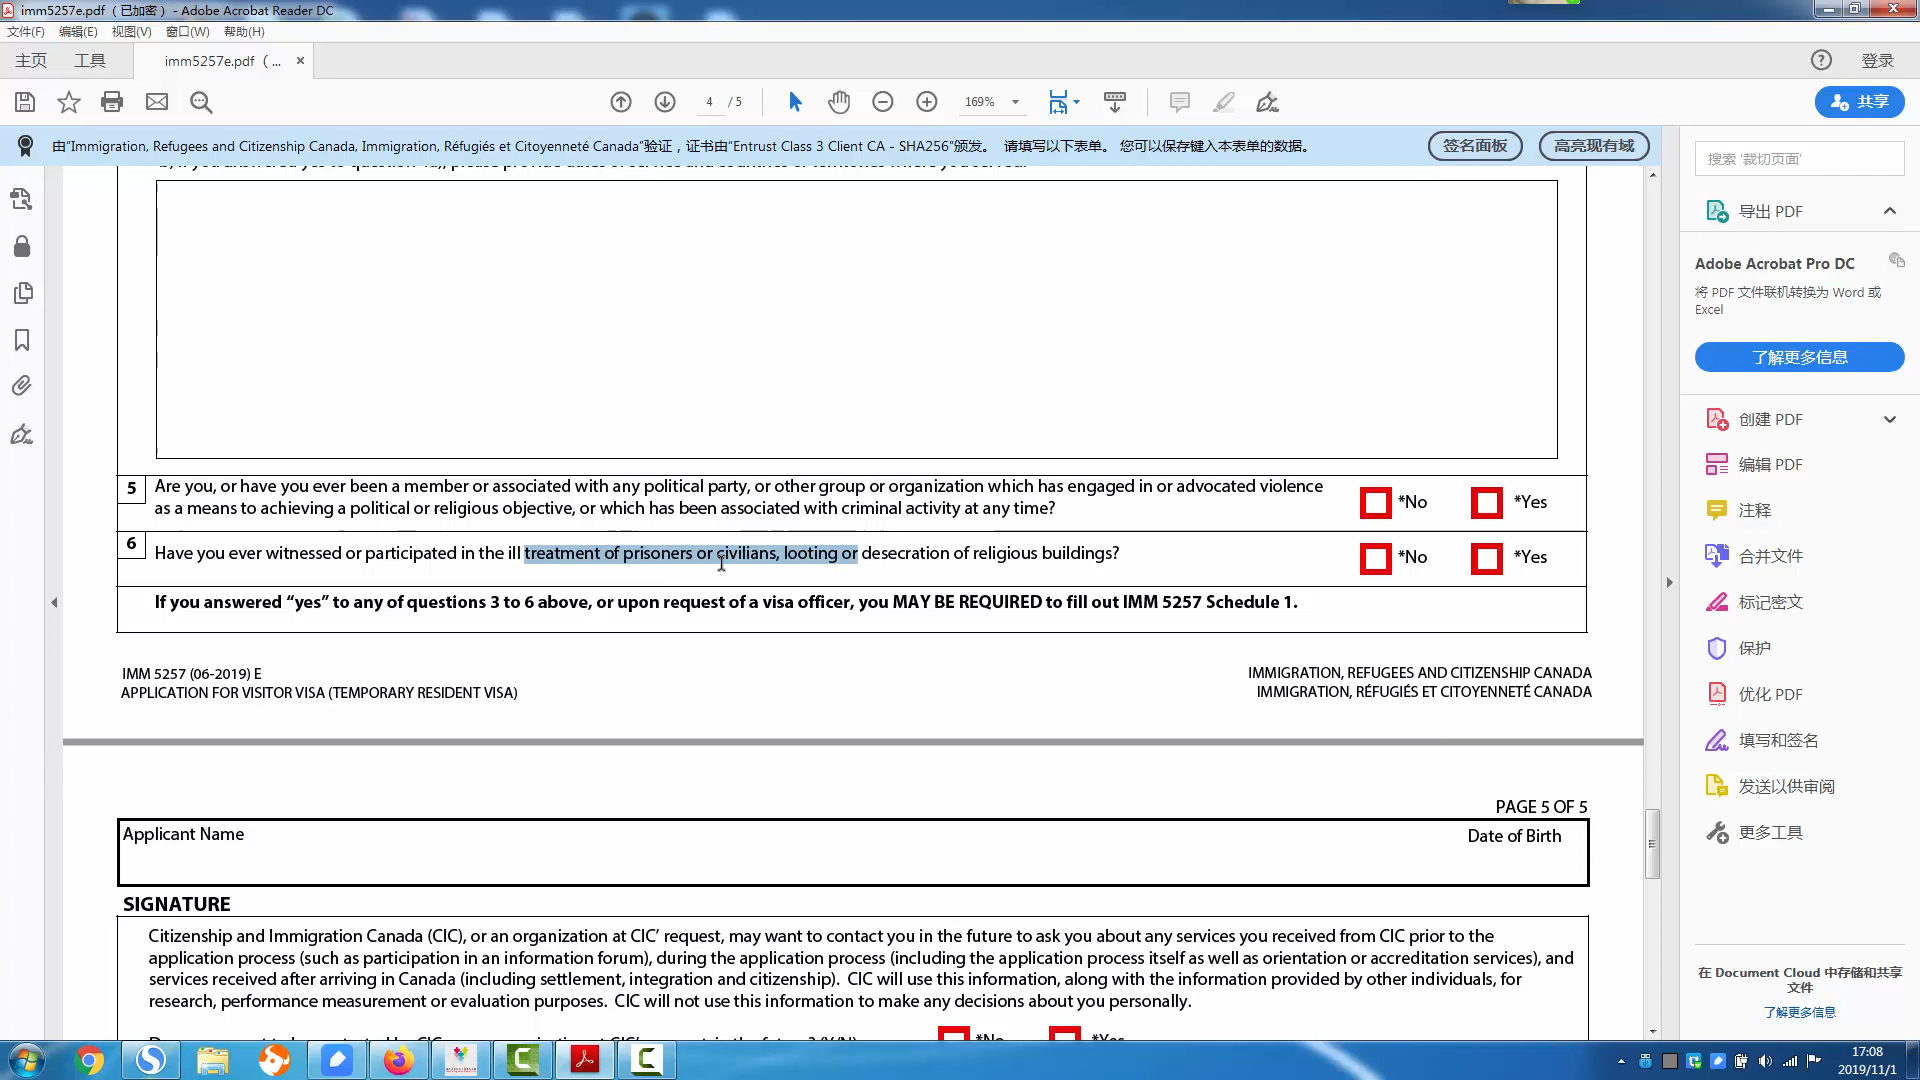 imm5257e.pdf（已加密） - Adobe Acrobat Reader DC
文件(F) 编辑(E) 视图(V) 窗口(W) 帮助(H)
主页 工具 imm5257e.pdf（... × 登录
4 / 5 169% 共享
由“Immigration, Refugees and Citizenship Canada, Immigration, Réfugiés et Citoyenneté Canada”验证，证书由“Entrust Class 3 Client CA - SHA256”颁发。 请填写以下表单。 您可以保存键入本表单的数据。 签名面板 高亮现有域
5 Are you, or have you ever been a member or associated with any political party, or other group or organization which has engaged in or advocated violence
as a means to achieving a political or religious objective, or which has been associated with criminal activity at any time? *No *Yes
6 Have you ever witnessed or participated in the ill treatment of prisoners or civilians, looting or desecration of religious buildings? *No *Yes
If you answered “yes” to any of questions 3 to 6 above, or upon request of a visa officer, you MAY BE REQUIRED to fill out IMM 5257 Schedule 1.
IMM 5257 (06-2019) E
APPLICATION FOR VISITOR VISA (TEMPORARY RESIDENT VISA)
IMMIGRATION, REFUGEES AND CITIZENSHIP CANADA
IMMIGRATION, RÉFUGIÉS ET CITOYENNETÉ CANADA
PAGE 5 OF 5
Applicant Name Date of Birth
SIGNATURE
Citizenship and Immigration Canada (CIC), or an organization at CIC’ request, may want to contact you in the future to ask you about any services you received from CIC prior to the
application process (such as participation in an information forum), during the application process (including the application process itself as well as orientation or accreditation services), and
services received after arriving in Canada (including settlement, integration and citizenship). CIC will use this information, along with the information provided by other individuals, for
research, performance measurement or evaluation purposes. CIC will not use this information to make any decisions about you personally.
*No *Yes
搜索 '裁切页面'
导出 PDF
Adobe Acrobat Pro DC
将 PDF 文件联机转换为 Word 或
Excel
了解更多信息
创建 PDF
编辑 PDF
注释
合并文件
标记密文
保护
优化 PDF
填写和签名
发送以供审阅
更多工具
在 Document Cloud 中存储和共享
文件
了解更多信息
17:08
2019/11/1